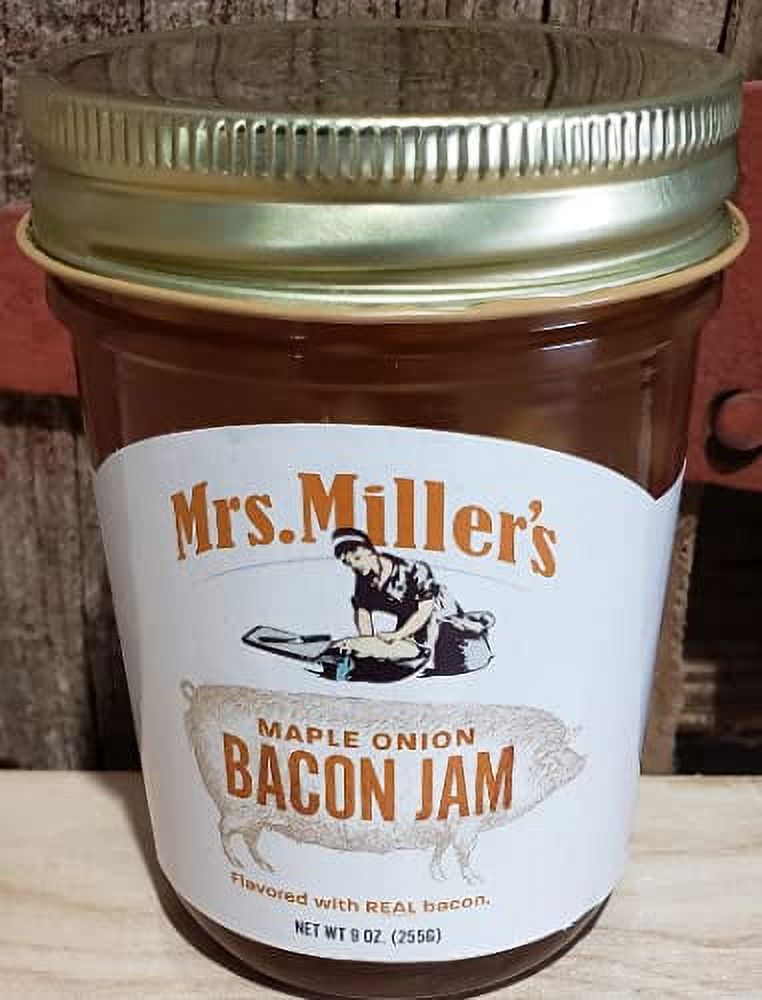 Mrs. Miller's
MAPLE ONION
BACON JAM
Flavored with REAL bacon.
NET WT 9 OZ. (255G)